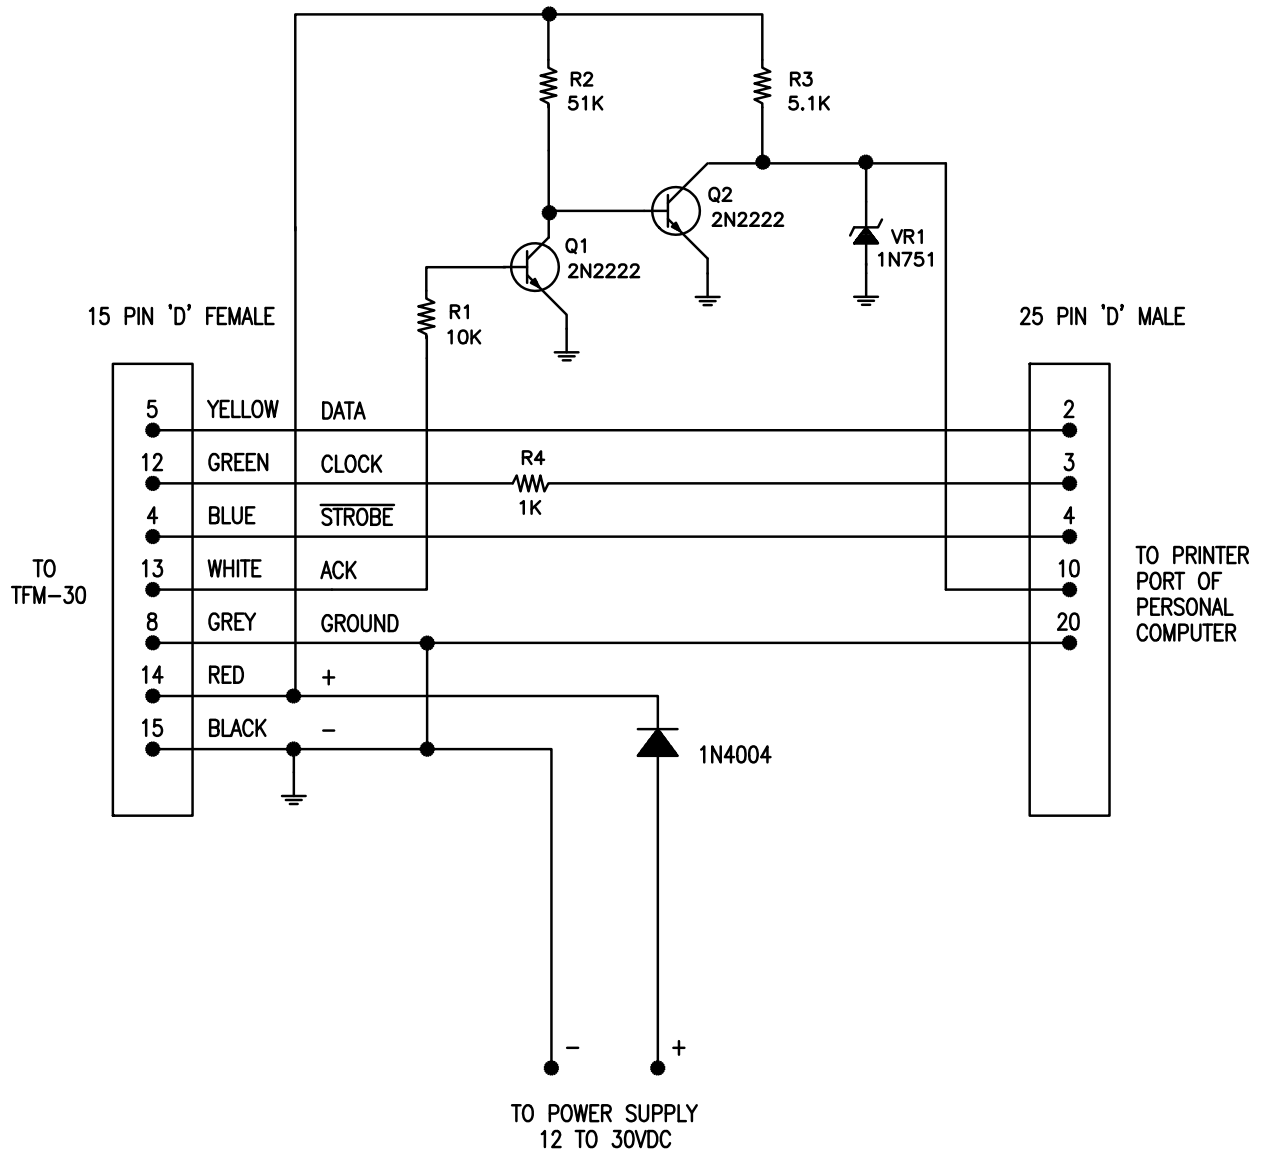 R2
51K
R3
5.1K
Q2
2N2222
Q1
2N2222
VR1
1N751
R1
10K
15 PIN 'D' FEMALE
25 PIN 'D' MALE
5 YELLOW DATA 2
12 GREEN CLOCK R4 3
1K
4 BLUE STROBE 4
13 WHITE ACK 10
8 GREY GROUND 20
14 RED +
15 BLACK -
TO
TFM-30
TO PRINTER
PORT OF
PERSONAL
COMPUTER
1N4004
- +
TO POWER SUPPLY
12 TO 30VDC